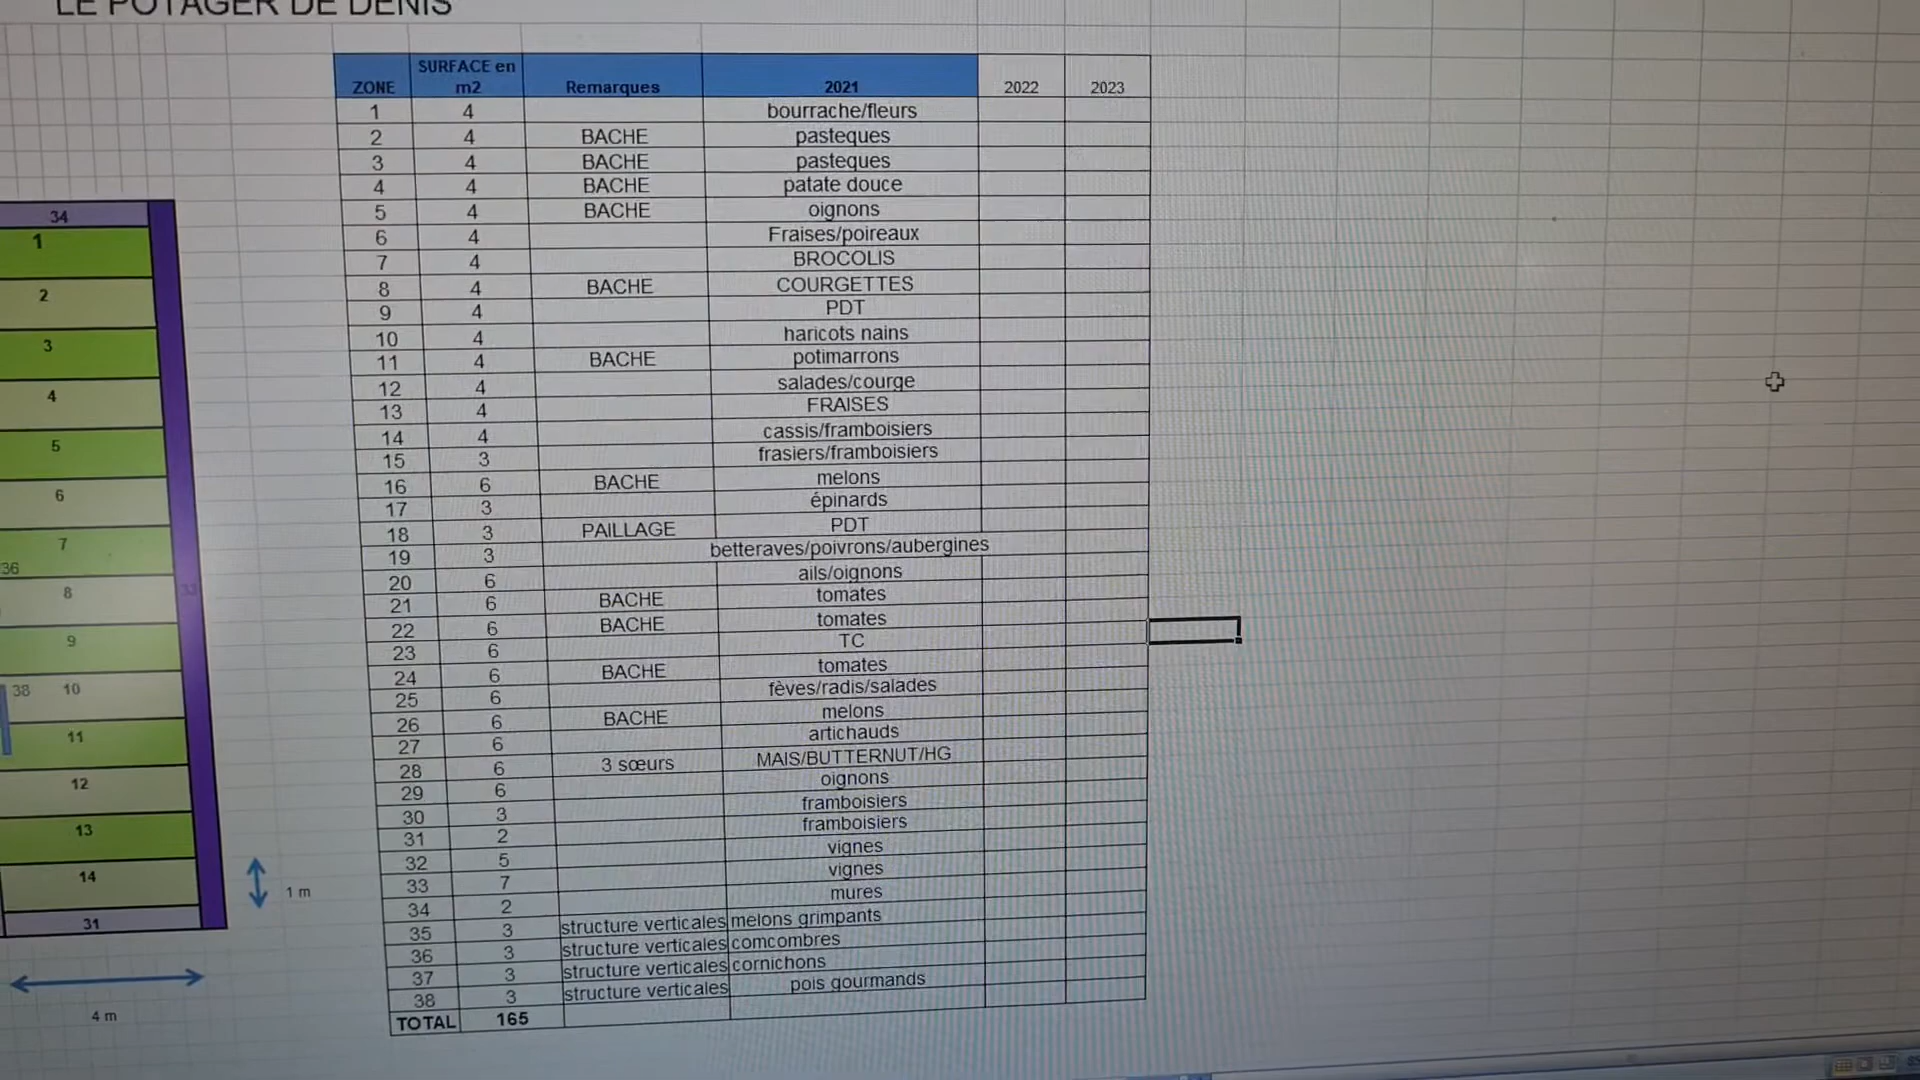 LE POTAGER DE DENIS
ZONE SURFACE en m2 Remarques 2021 2022 2023
1 4 bourrache/fleurs
2 4 BACHE pasteques
3 4 BACHE pasteques
4 4 BACHE patate douce
5 4 BACHE oignons
6 4 Fraises/poireaux
7 4 BROCOLIS
8 4 BACHE COURGETTES
9 4 PDT
10 4 haricots nains
11 4 BACHE potimarrons
12 4 salades/courge
13 4 FRAISES
14 4 cassis/framboisiers
15 3 frasiers/framboisiers
16 6 BACHE melons
17 3 épinards
18 3 PAILLAGE PDT
19 3 betteraves/poivrons/aubergines
20 6 ails/oignons
21 6 BACHE tomates
22 6 BACHE tomates
23 6 TC
24 6 BACHE tomates
25 6 fèves/radis/salades
26 6 BACHE melons
27 6 artichauds
28 6 3 sœurs MAIS/BUTTERNUT/HG
29 6 oignons
30 3 framboisiers
31 2 framboisiers
32 5 vignes
33 7 vignes
34 2 mures
35 3 structure verticales melons grimpants
36 3 structure verticales comcombres
37 3 structure verticales cornichons
38 3 structure verticales pois gourmands
TOTAL 165
34
1
2
3
4
5
6
7
36
8
33
9
38 10
11
12
13
14
31
1 m
4 m